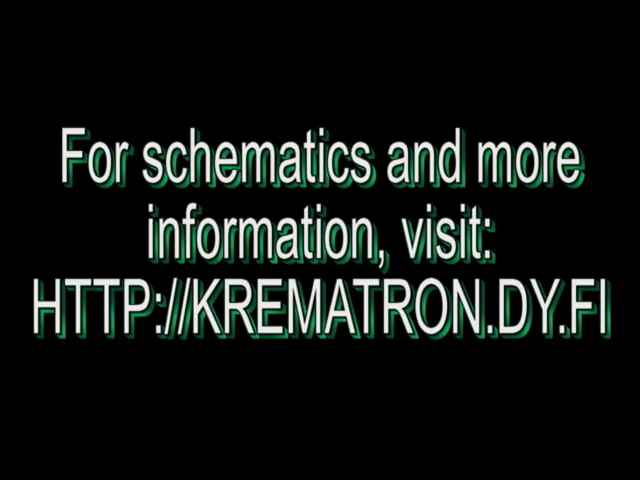 For schematics and more
information, visit:
HTTP://KREMATRON.DY.FI